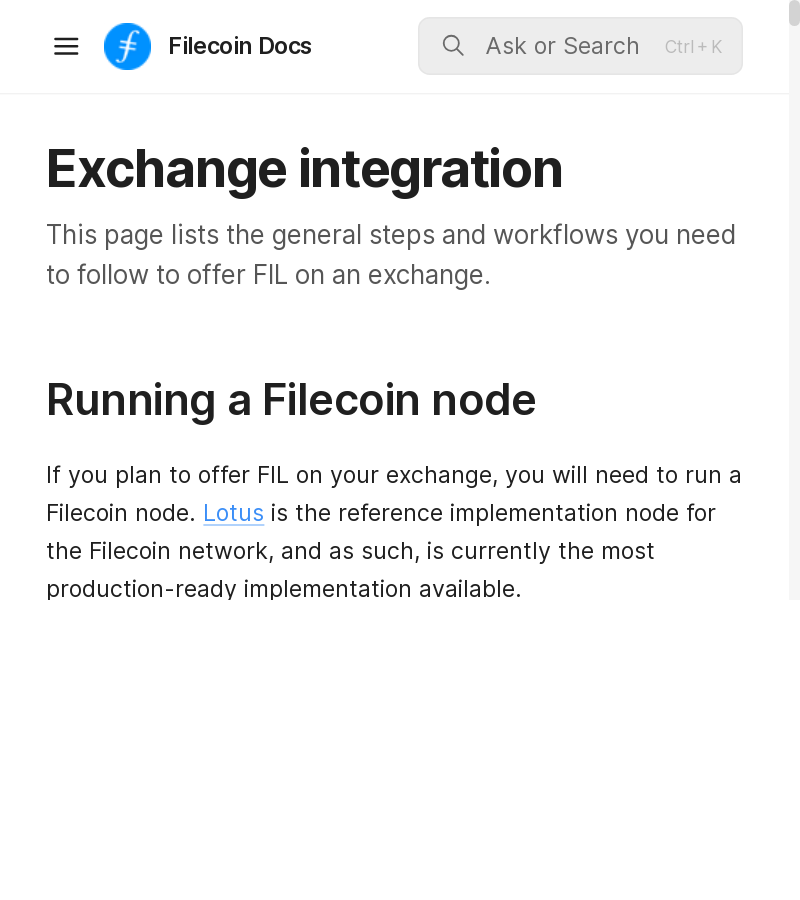 Filecoin Docs
Ask or Search Ctrl + K
Exchange integration
This page lists the general steps and workflows you need
to follow to offer FIL on an exchange.
Running a Filecoin node
If you plan to offer FIL on your exchange, you will need to run a
Filecoin node. Lotus is the reference implementation node for
the Filecoin network, and as such, is currently the most
production-ready implementation available.